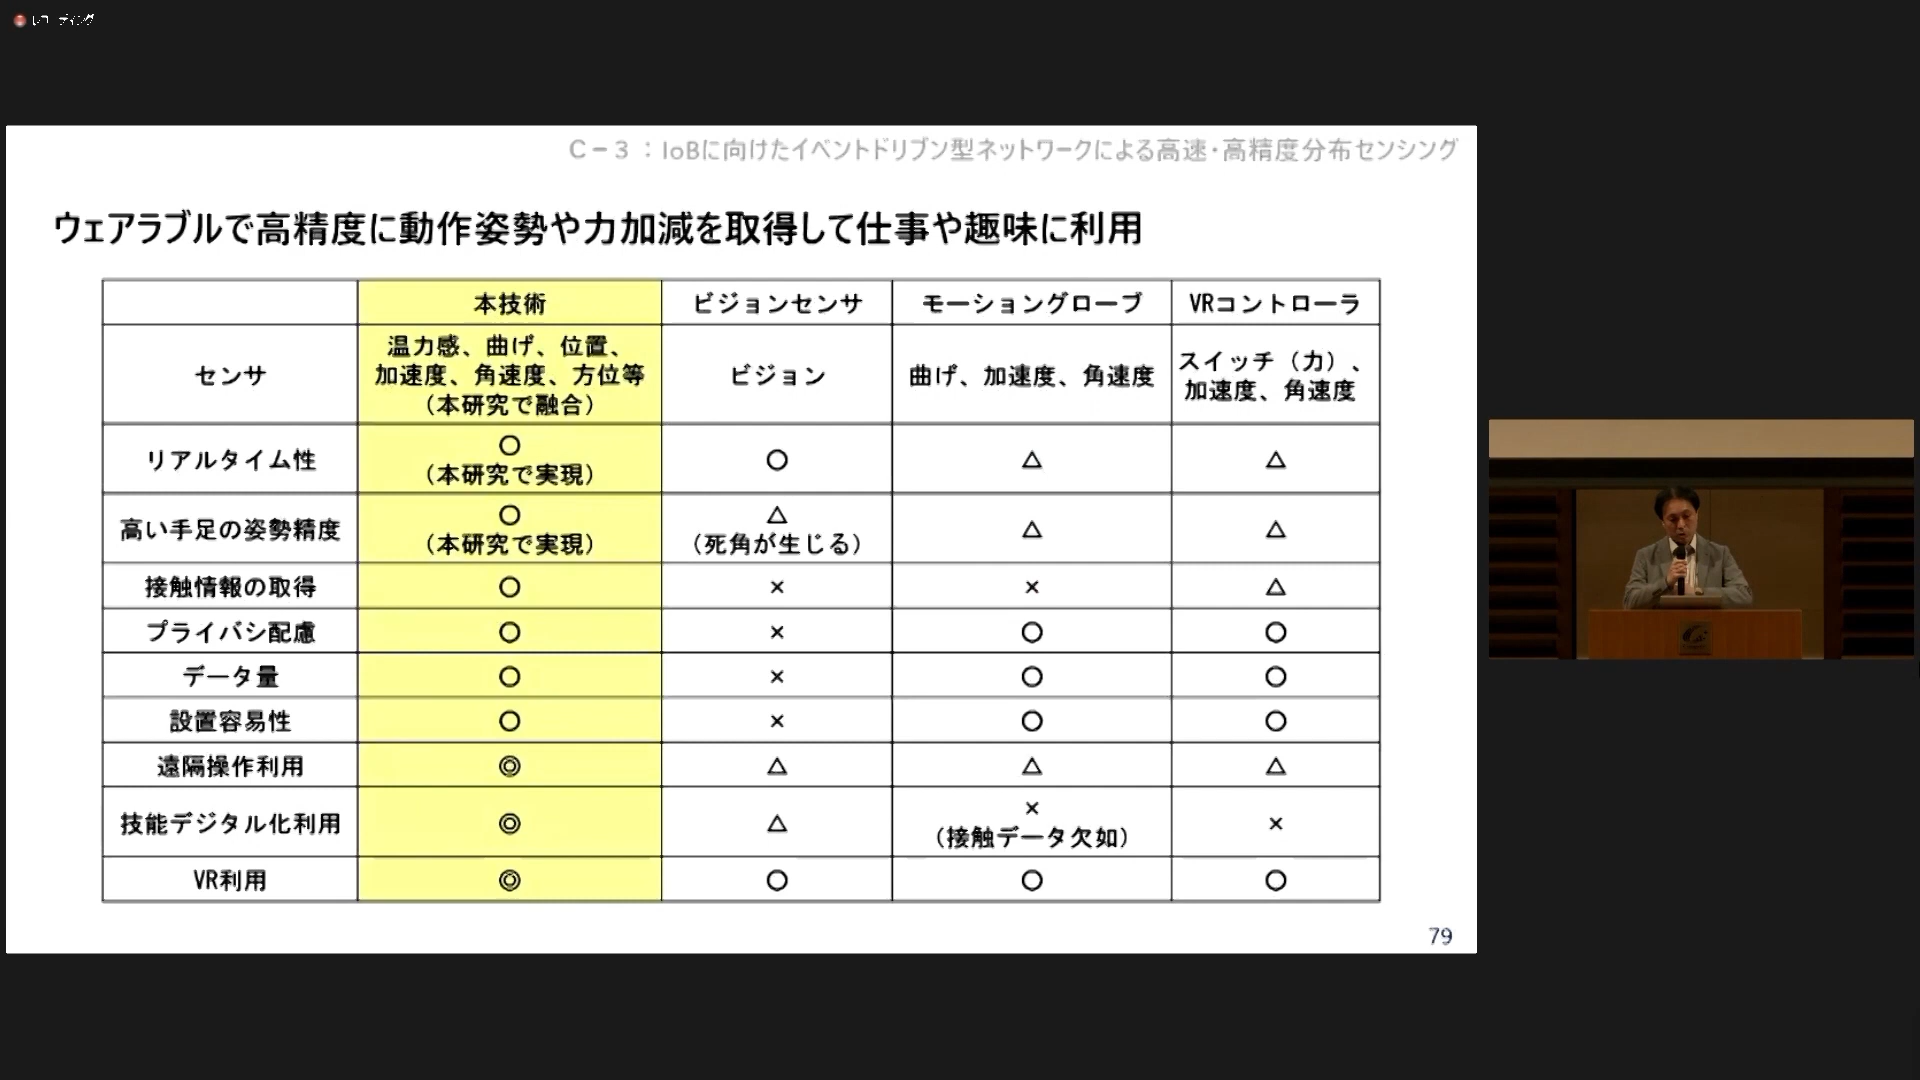 レコーディング
C－3：IoBに向けたイベントドリブン型ネットワークによる高速・高精度分布センシング
ウェアラブルで高精度に動作姿勢や力加減を取得して仕事や趣味に利用
本技術 ビジョンセンサ モーショングローブ VRコントローラ
センサ 温力感、曲げ、位置、加速度、角速度、方位等（本研究で融合） ビジョン 曲げ、加速度、角速度 スイッチ（力）、加速度、角速度
リアルタイム性 ○（本研究で実現） ○ △ △
高い手足の姿勢精度 ○（本研究で実現） △（死角が生じる） △ △
接触情報の取得 ○ × × △
プライバシ配慮 ○ × ○ ○
データ量 ○ × ○ ○
設置容易性 ○ × ○ ○
遠隔操作利用 ◎ △ △ △
技能デジタル化利用 ◎ △ ×（接触データ欠如） ×
VR利用 ◎ ○ ○ ○
79